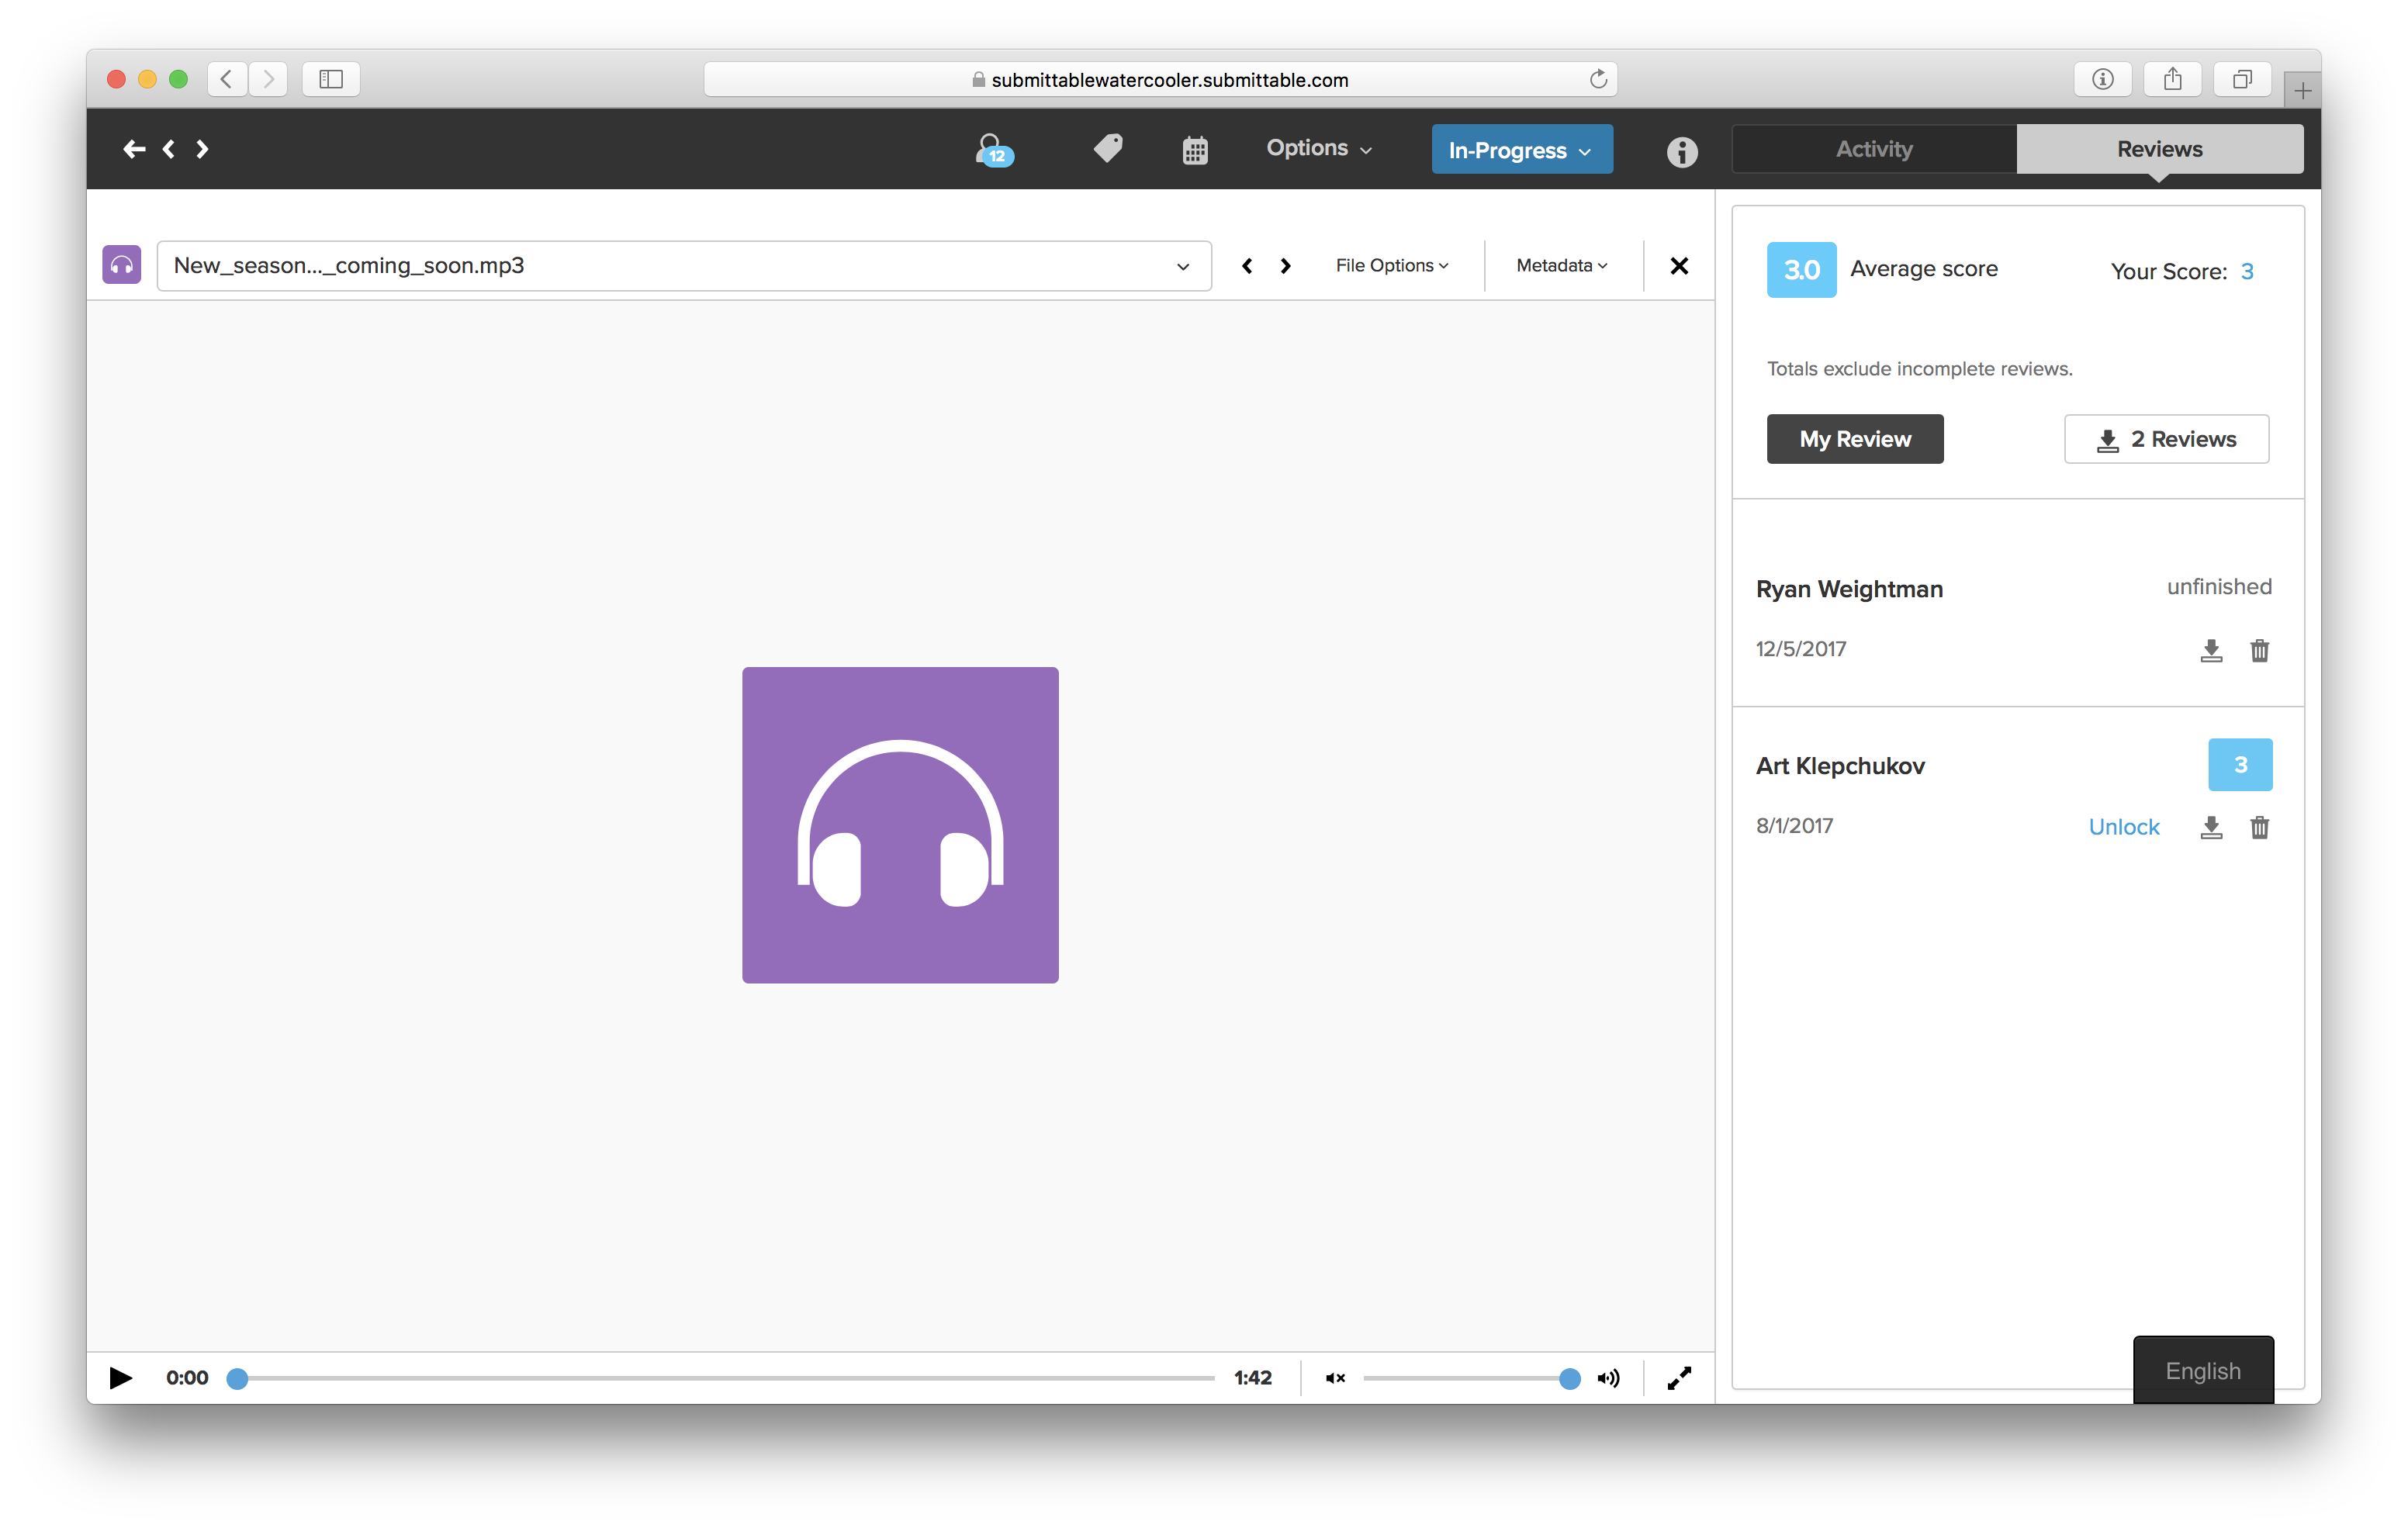 submittablewatercooler.submittable.com
12
Options
In-Progress
Activity
Reviews
New_season..._coming_soon.mp3
File Options
Metadata
3.0
Average score
Your Score: 3
Totals exclude incomplete reviews.
My Review
2 Reviews
Ryan Weightman
unfinished
12/5/2017
Art Klepchukov
3
8/1/2017
Unlock
0:00
1:42
English